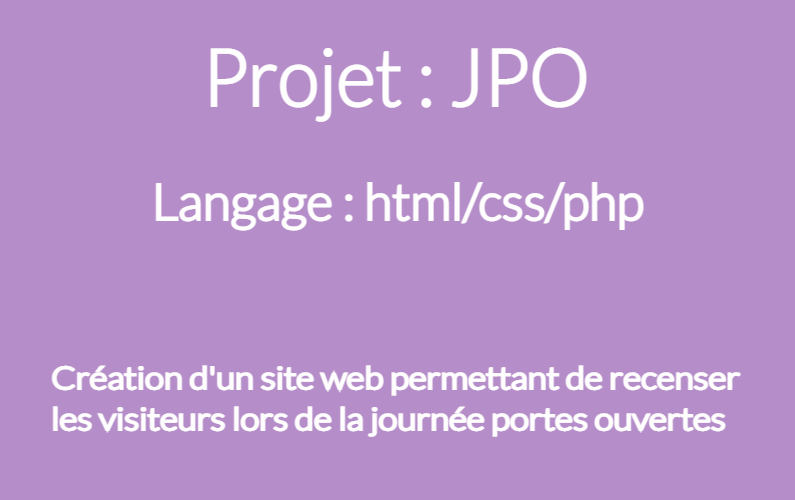 Projet : JPO
Langage : html/css/php
Création d'un site web permettant de recenser
les visiteurs lors de la journée portes ouvertes